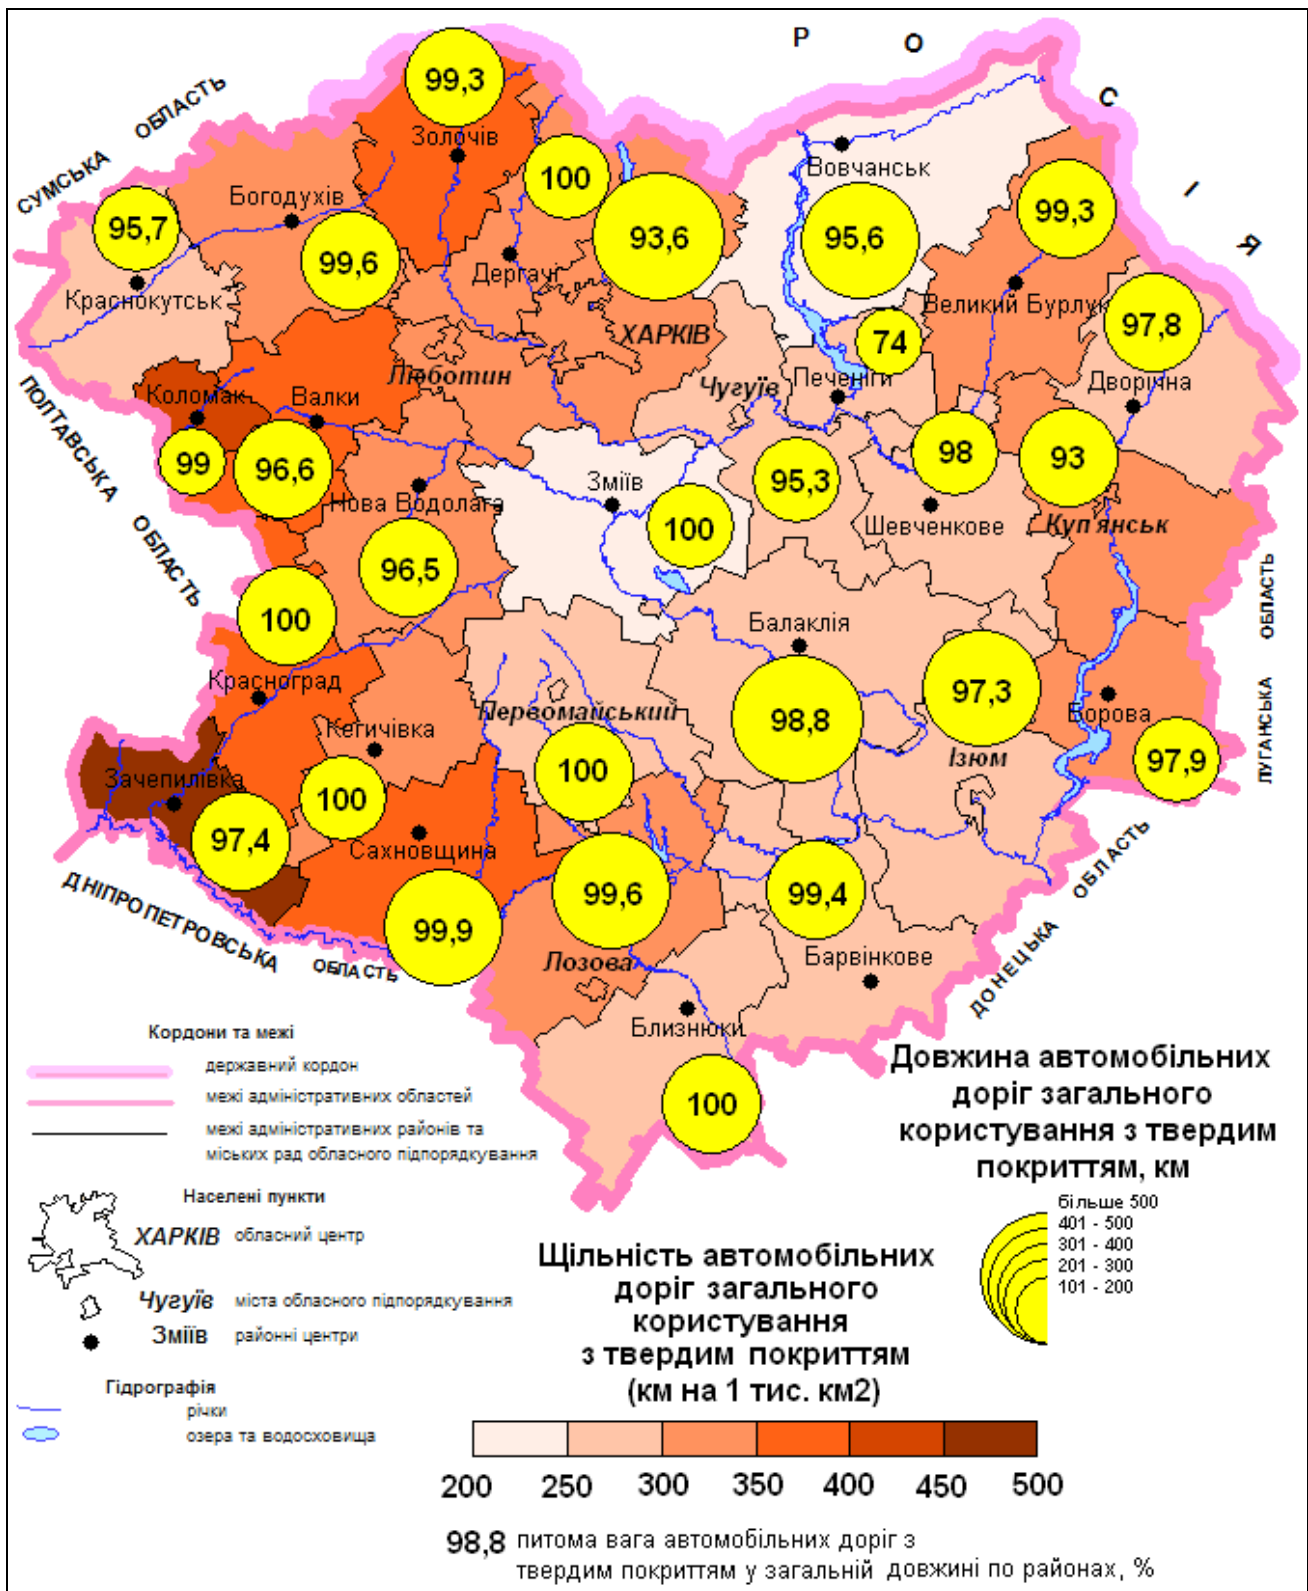 Р О С І Я
СУМСЬКА ОБЛАСТЬ
ПОЛТАВСЬКА ОБЛАСТЬ
ДНІПРОПЕТРОВСЬКА ОБЛАСТЬ
ДОНЕЦЬКА ОБЛАСТЬ
ЛУГАНСЬКА ОБЛАСТЬ
99,3
Золочів
100
Дергачі
93,6
ХАРКІВ
Вовчанськ
95,6
99,3
Великий Бурлук
95,7
Краснокутськ
Богодухів
99,6
Люботин
74
Печеніги
Чугуїв
95,3
97,8
Дворічна
Коломак
99
Валки
96,6
Нова Водолага
96,5
Зміїв
100
98
Шевченкове
93
Куп'янськ
100
Красноград
Кегичівка
100
Первомайський
100
Балаклія
98,8
97,3
Ізюм
Борова
97,9
Зачепилівка
97,4
Сахновщина
99,9
99,6
Лозова
99,4
Барвінкове
Близнюки
100
Кордони та межі
державний кордон
межі адміністративних областей
межі адміністративних районів та
міських рад обласного підпорядкування
Населені пункти
ХАРКІВ обласний центр
Чугуїв міста обласного підпорядкування
Зміїв районні центри
Гідрографія
річки
озера та водосховища
Довжина автомобільних
доріг загального
користування з твердим
покриттям, км
більше 500
401 - 500
301 - 400
201 - 300
101 - 200
Щільність автомобільних
доріг загального
користування
з твердим покриттям
(км на 1 тис. км2)
200 250 300 350 400 450 500
98,8 питома вага автомобільних доріг з
твердим покриттям у загальній довжині по районах, %